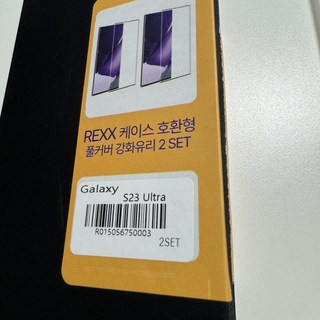 REXX 케이스 호환형
풀커버 강화유리 2 SET
Galaxy
S23 Ultra
R015056750003
2SET